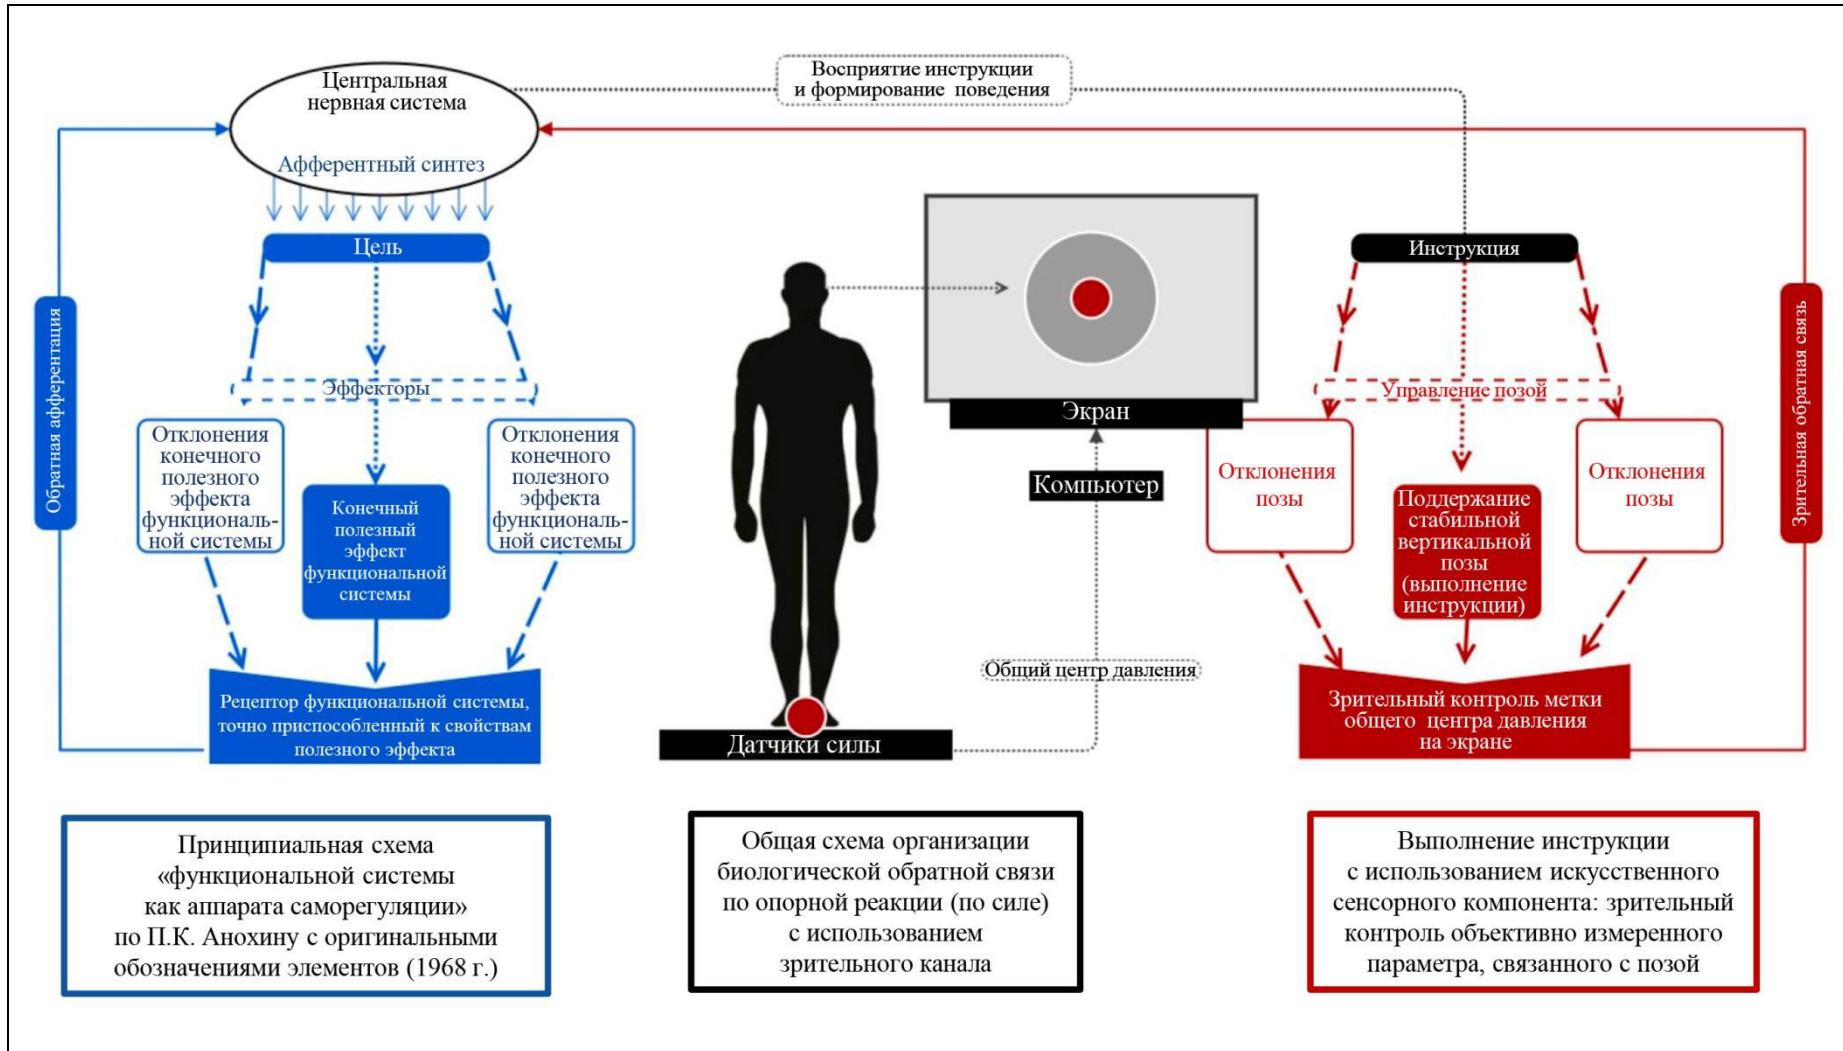 Центральная
нервная система
Афферентный синтез
Восприятие инструкции
и формирование поведения
Цель
Эффекторы
Обратная афферентация
Отклонения
конечного
полезного
эффекта
функциональ-
ной системы
Конечный
полезный
эффект
функциональной
системы
Отклонения
конечного
полезного
эффекта
функциональ-
ной системы
Рецептор функциональной системы,
точно приспособленный к свойствам
полезного эффекта
Экран
Компьютер
Общий центр давления
Датчики силы
Инструкция
Управление позой
Зрительная обратная связь
Отклонения
позы
Поддержание
стабильной
вертикальной
позы
(выполнение
инструкции)
Отклонения
позы
Зрительный контроль метки
общего центра давления
на экране
Принципиальная схема
«функциональной системы
как аппарата саморегуляции»
по П.К. Анохину с оригинальными
обозначениями элементов (1968 г.)
Общая схема организации
биологической обратной связи
по опорной реакции (по силе)
с использованием
зрительного канала
Выполнение инструкции
с использованием искусственного
сенсорного компонента: зрительный
контроль объективно измеренного
параметра, связанного с позой